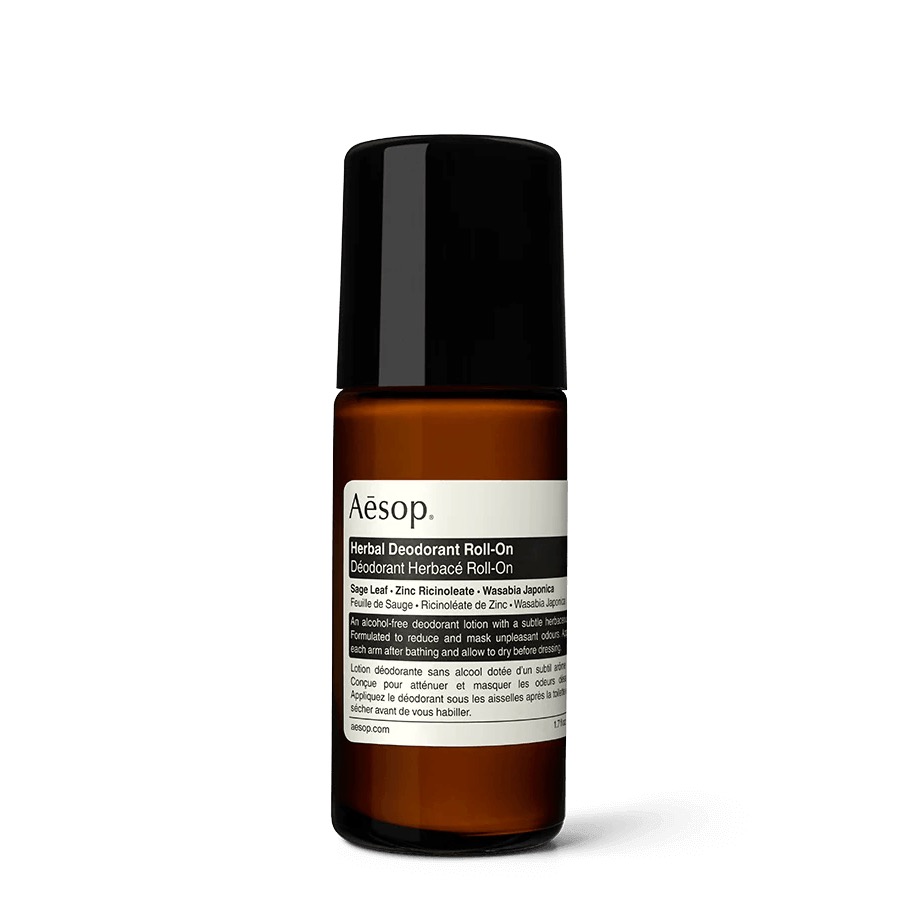 Aēsop®
Herbal Deodorant Roll-On
Déodorant Herbacé Roll-On
Sage Leaf • Zinc Ricinoleate • Wasabia Japonica
Feuille de Sauge • Ricinoléate de Zinc • Wasabia Japonica
An alcohol-free deodorant lotion with a subtle
Formulated to reduce and mask unpleasant odours.
each arm after bathing and allow to dry before dressing.
Lotion déodorante sans alcool dotée d'un subtil
Conçue pour atténuer et masquer les odeurs
Appliquez le déodorant sous les aisselles après la
sécher avant de vous habiller.
aesop.com
1.7 fl